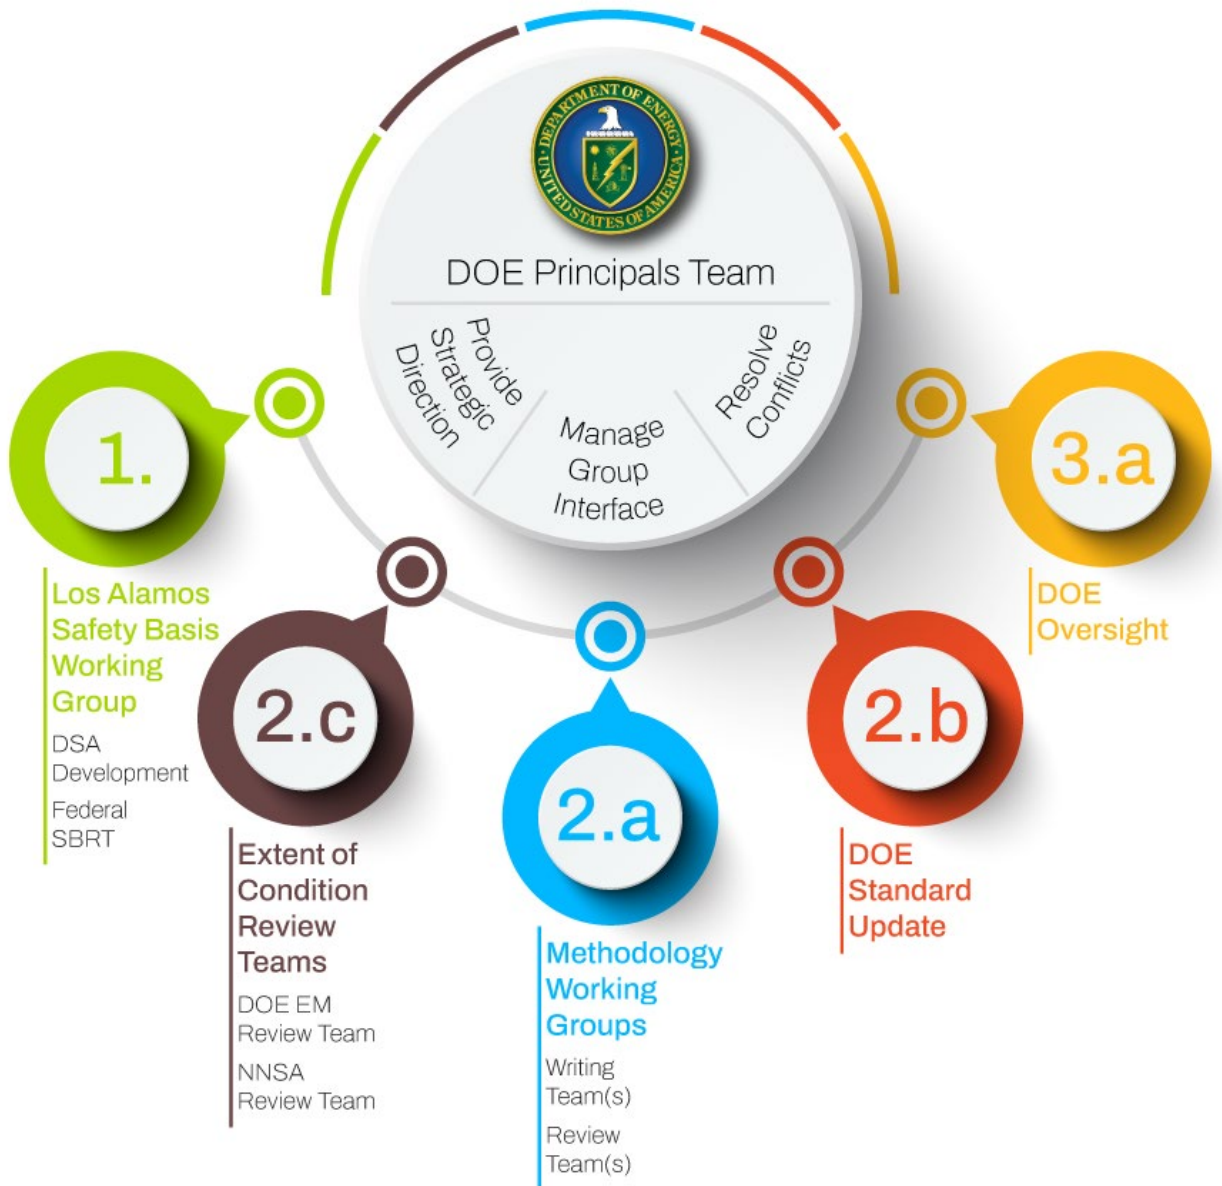 DEPARTMENT OF ENERGY
UNITED STATES OF AMERICA
DOE Principals Team
Provide
Strategic
Direction
Manage
Group
Interface
Resolve
Conflicts
1.
Los Alamos
Safety Basis
Working
Group
DSA
Development
Federal
SBRT
2.c
Extent of
Condition
Review
Teams
DOE EM
Review Team
NNSA
Review Team
2.a
Methodology
Working
Groups
Writing
Team(s)
Review
Team(s)
2.b
DOE
Standard
Update
3.a
DOE
Oversight